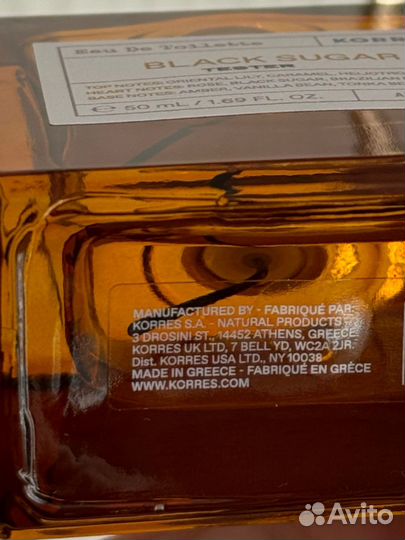 Eau De Toilette
KORRES
BLACK SUGAR
TESTER
TOP NOTES: ORIENTAL LILY, CARAMEL,
HEART NOTES: ROSE, BLACK SUGAR,
BASE NOTES: AMBER, VANILLA BEAN, TONKA
℮ 50 mL / 1.69 FL. OZ.
MANUFACTURED BY - FABRIQUÉ PAR:
KORRES S.A. - NATURAL PRODUCTS
3 DROSINI ST., 14452 ATHENS, GREECE
KORRES UK LTD, 7 BELL YD, WC2A 2JR.
Dist. KORRES USA LTD., NY 10038
MADE IN GREECE - FABRIQUÉ EN GRÈCE
WWW.KORRES.COM
Avito